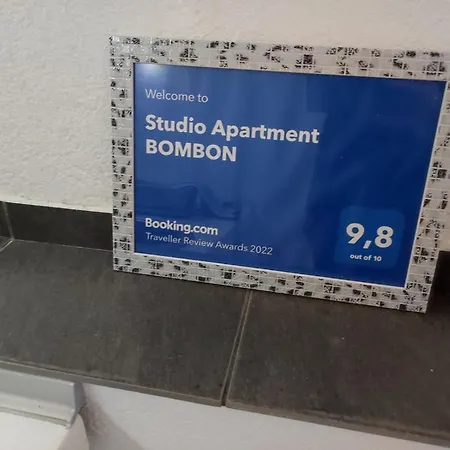 Welcome to
Studio Apartment
BOMBON
Booking.com
Traveller Review Awards 2022
9,8
out of 10